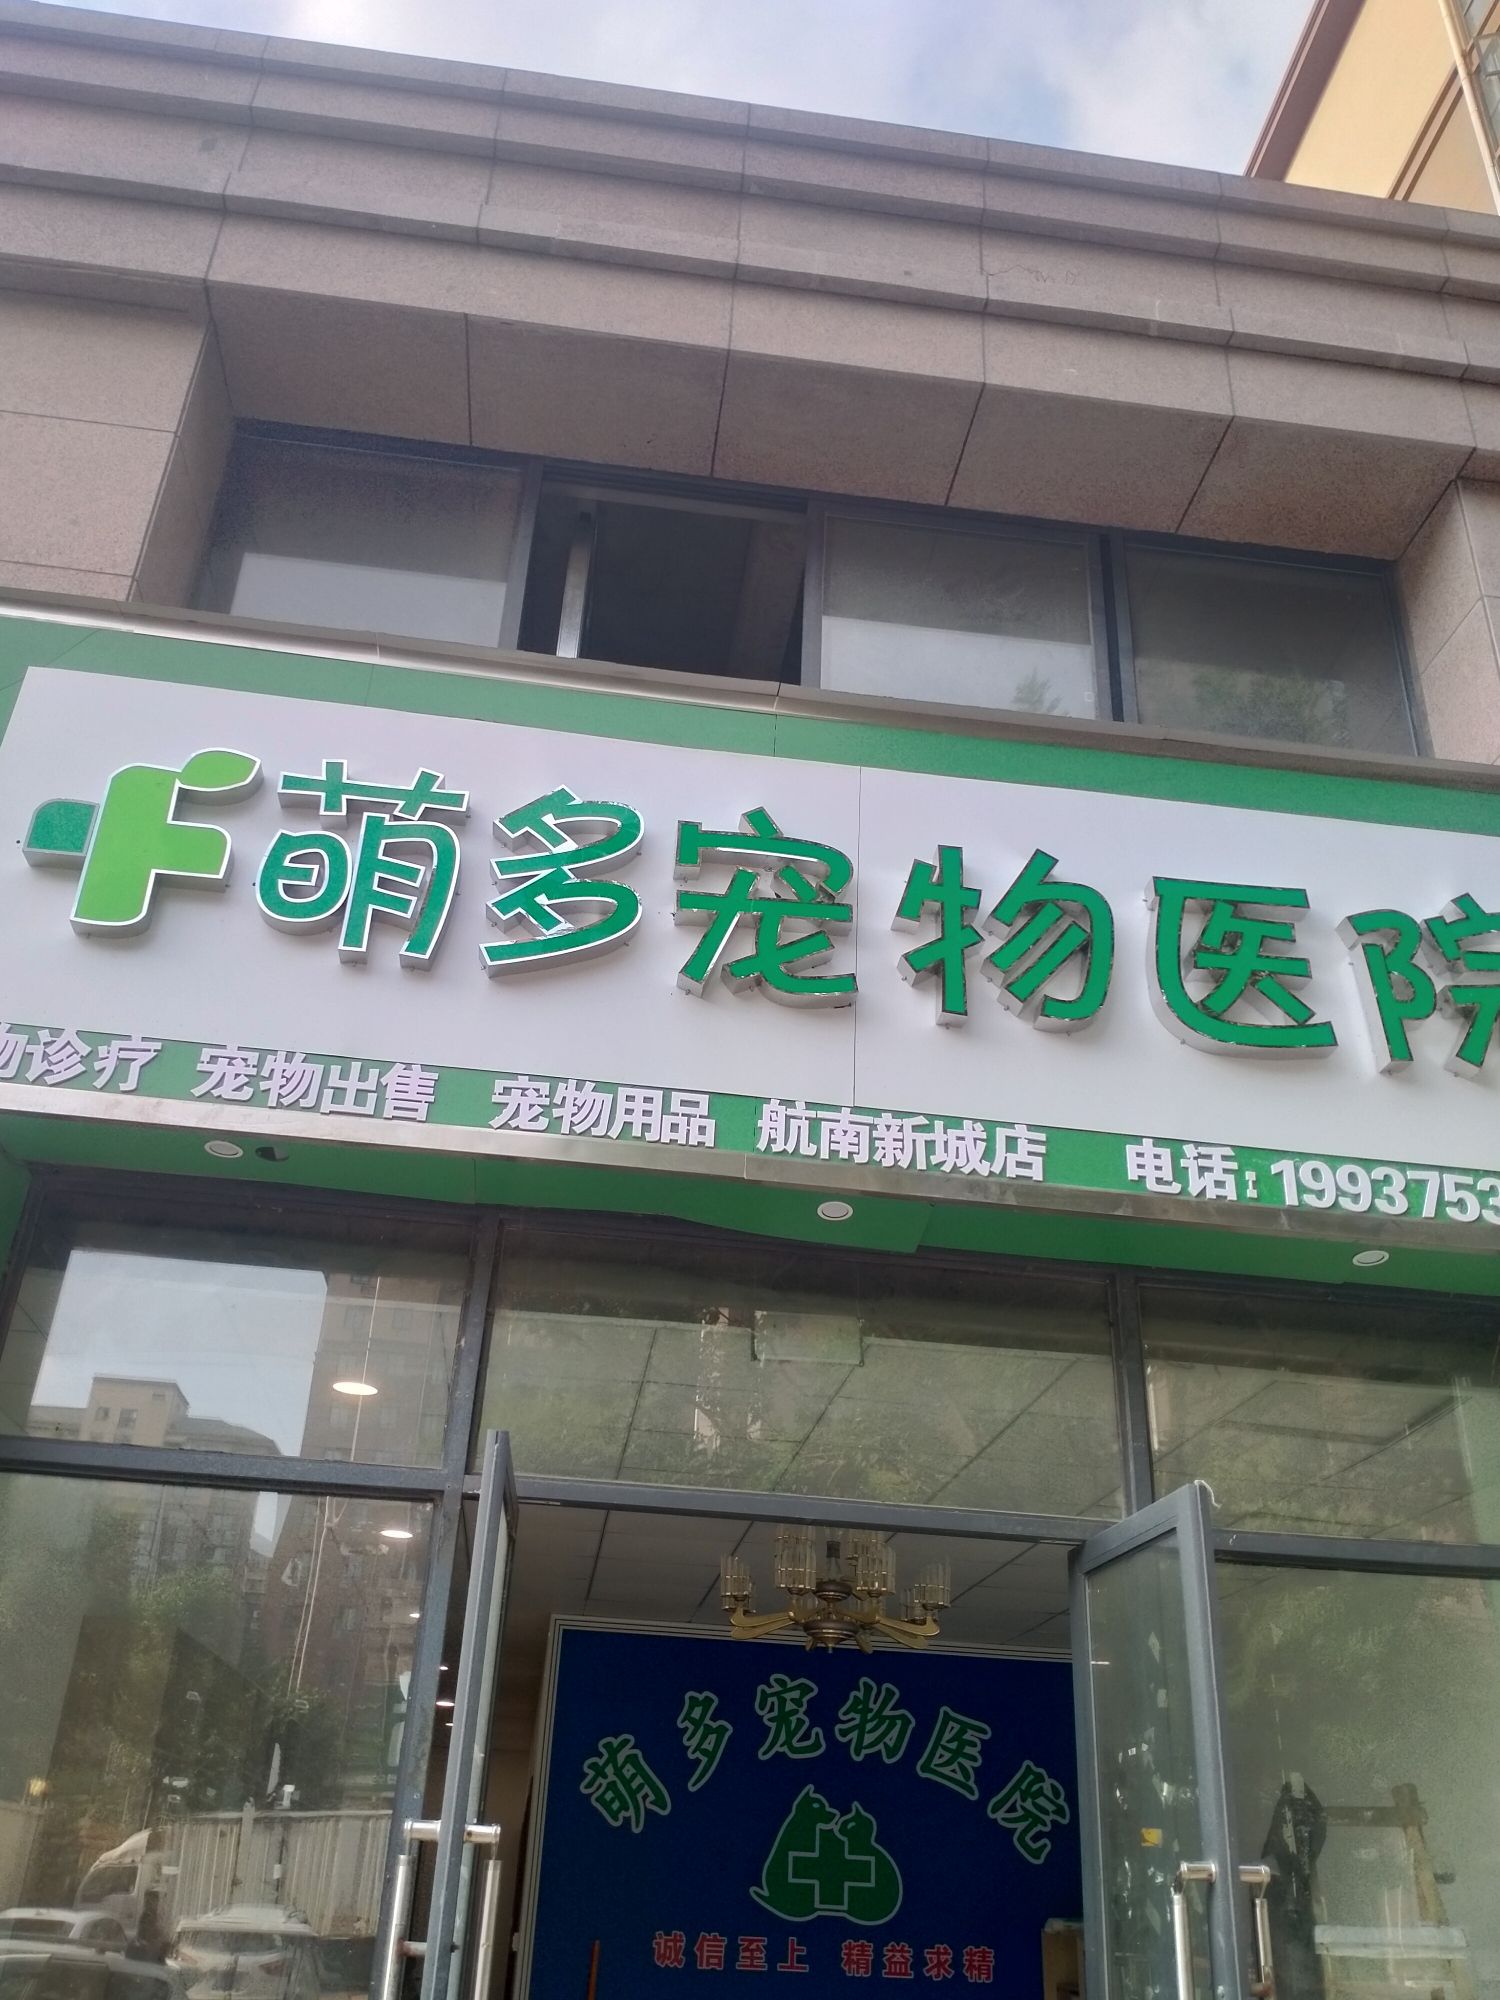 萌多宠物医院
物诊疗 宠物出售 宠物用品 航南新城店 电话:19937753
萌多宠物医院
诚信至上 精益求精